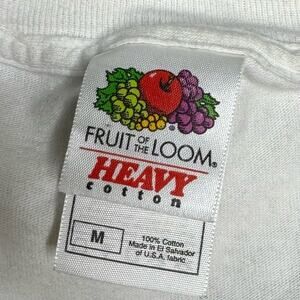 FRUIT OF THE LOOM®
HEAVY
cotton
M
100% Cotton
Made in El Salvador
of U.S.A. fabric